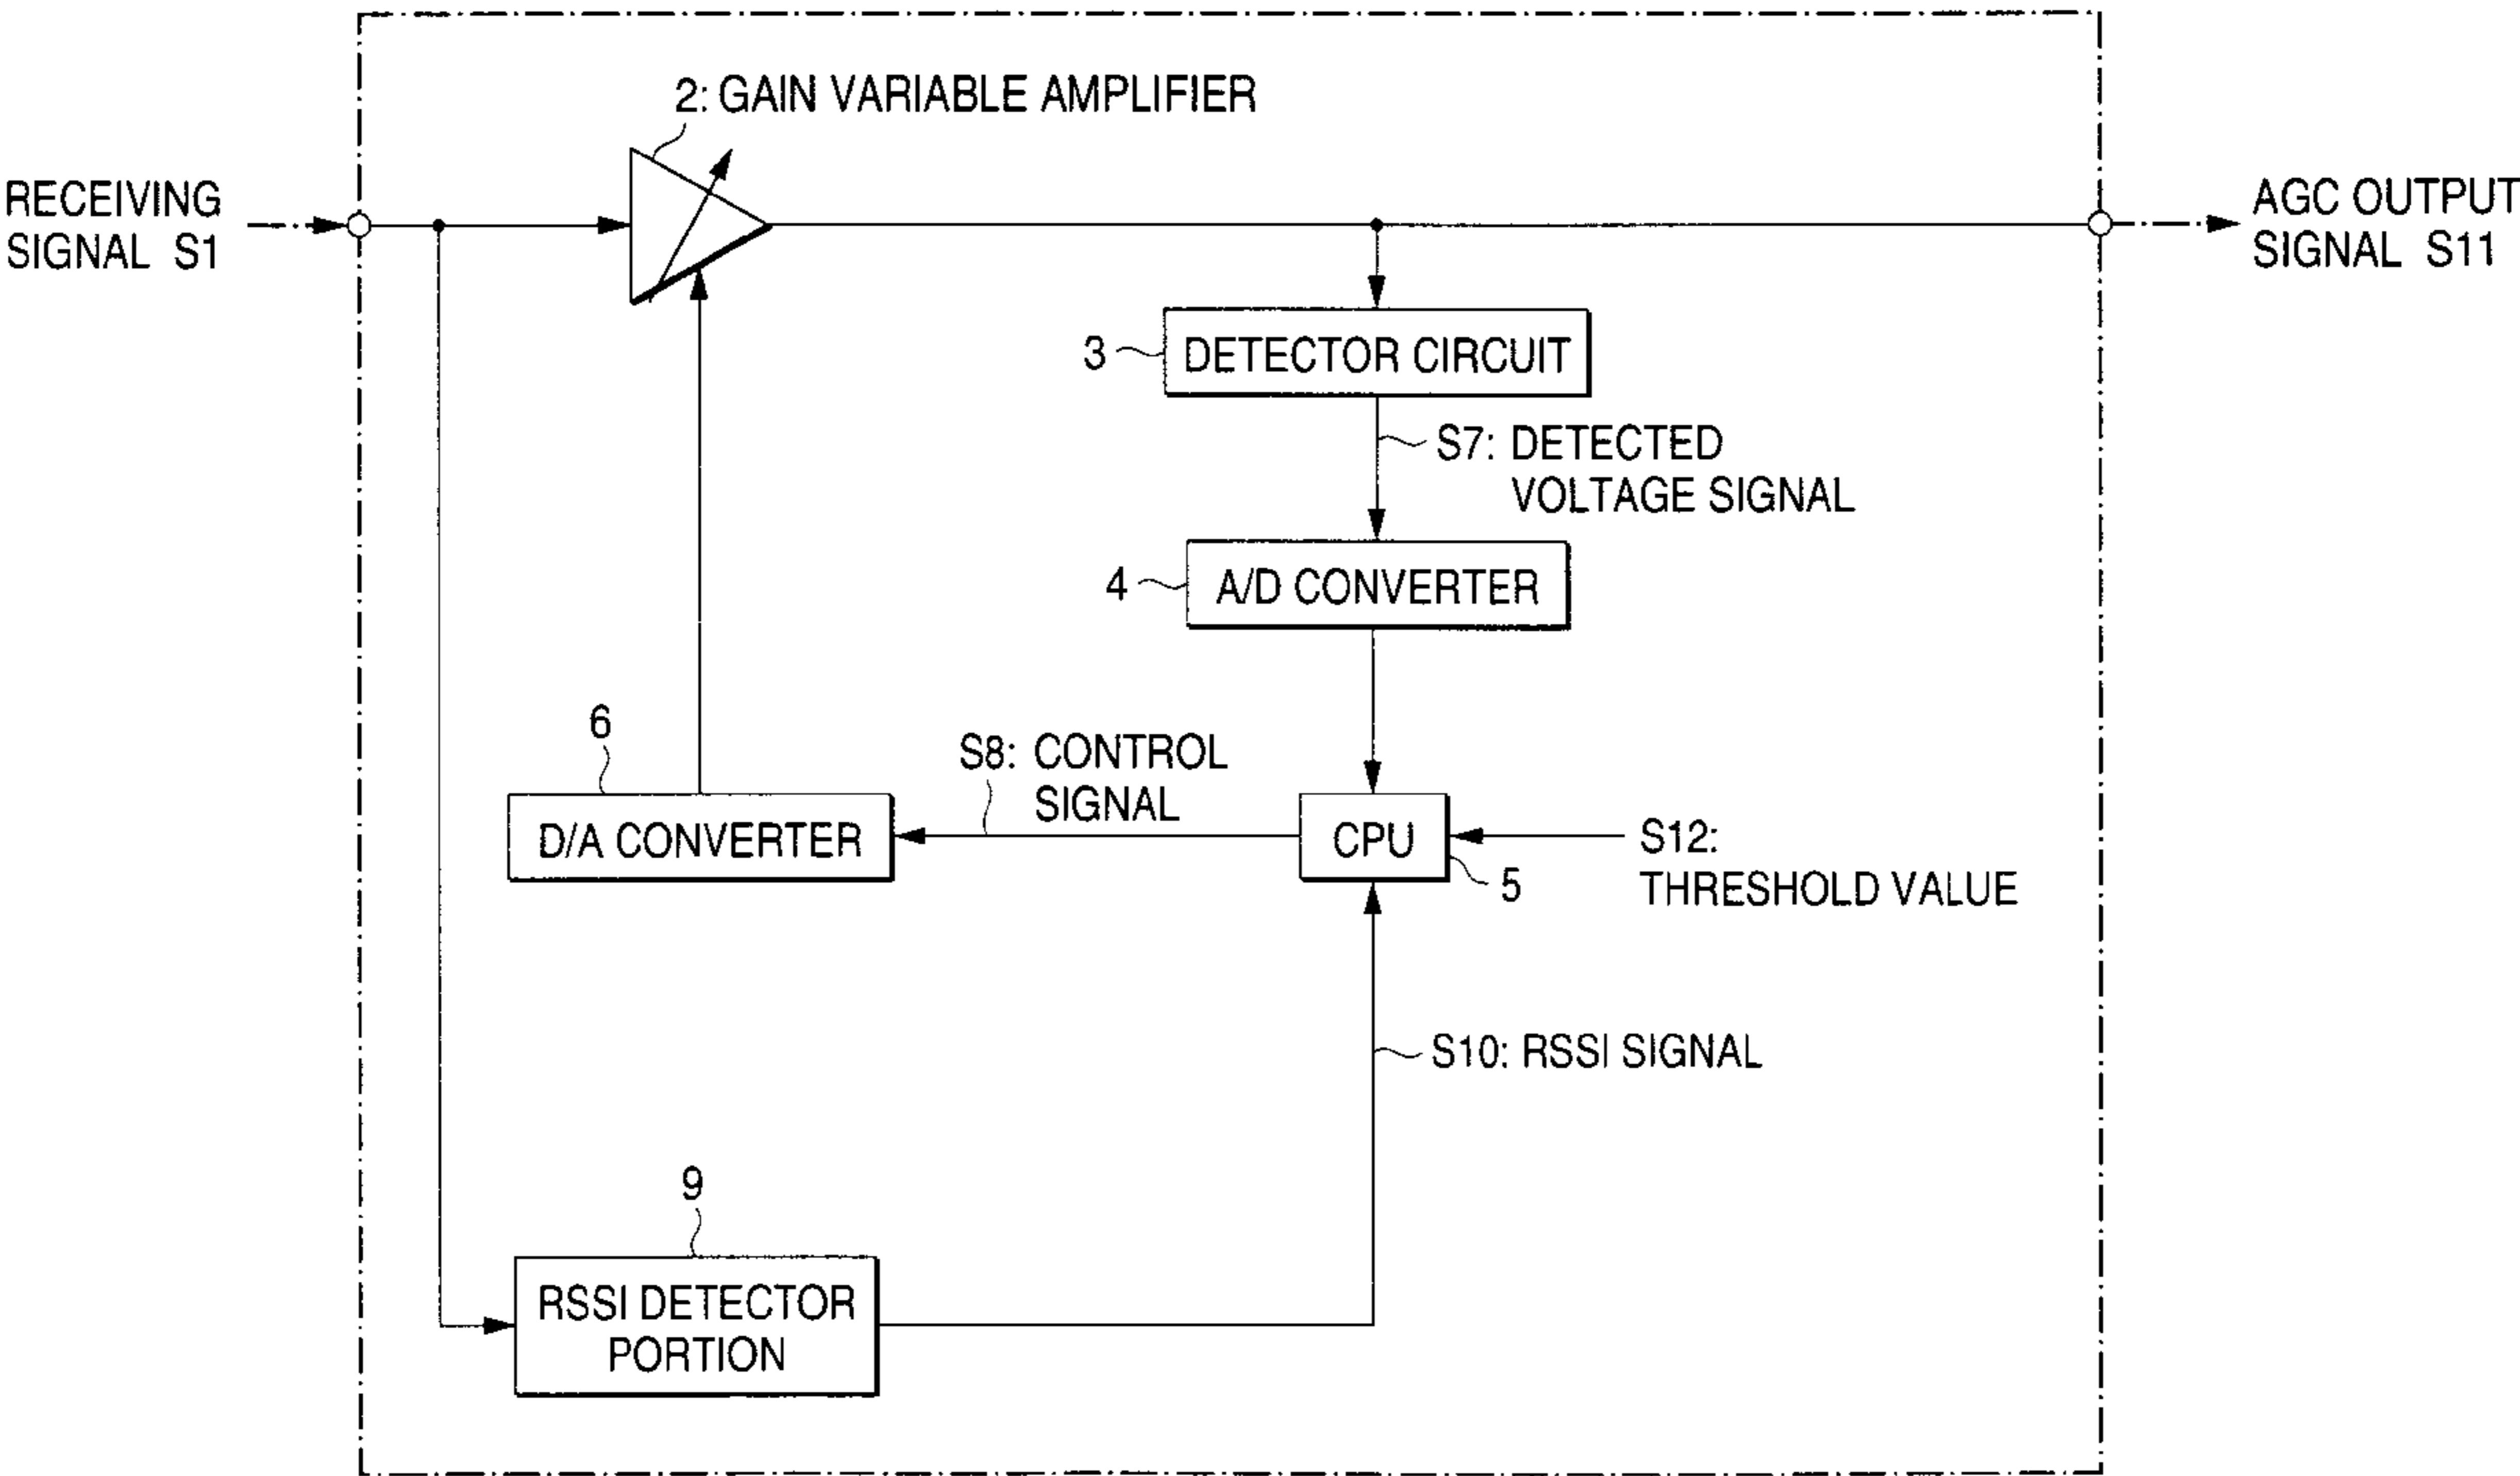 2: GAIN VARIABLE AMPLIFIER
RECEIVING
SIGNAL S1
AGC OUTPUT
SIGNAL S11
3
DETECTOR CIRCUIT
S7: DETECTED
VOLTAGE SIGNAL
4
A/D CONVERTER
6
S8: CONTROL
SIGNAL
D/A CONVERTER
CPU
5
S12:
THRESHOLD VALUE
S10: RSSI SIGNAL
9
RSSI DETECTOR
PORTION